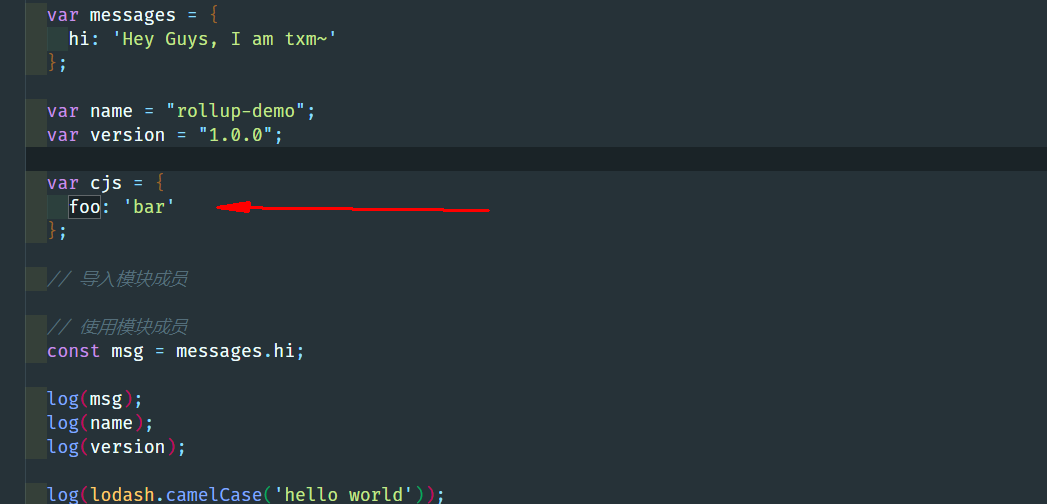 var messages = {
hi: 'Hey Guys, I am txm~'
};
var name = "rollup-demo";
var version = "1.0.0";
var cjs = {
foo: 'bar'
};
// 导入模块成员
// 使用模块成员
const msg = messages.hi;
log(msg);
log(name);
log(version);
log(lodash.camelCase('hello world'));